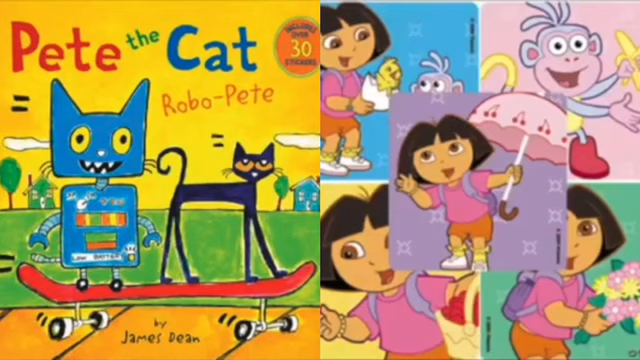 Pete the Cat
INCLUDES
OVER
30
STICKERS
Robo-Pete
LOW BATTERY
by
James Dean